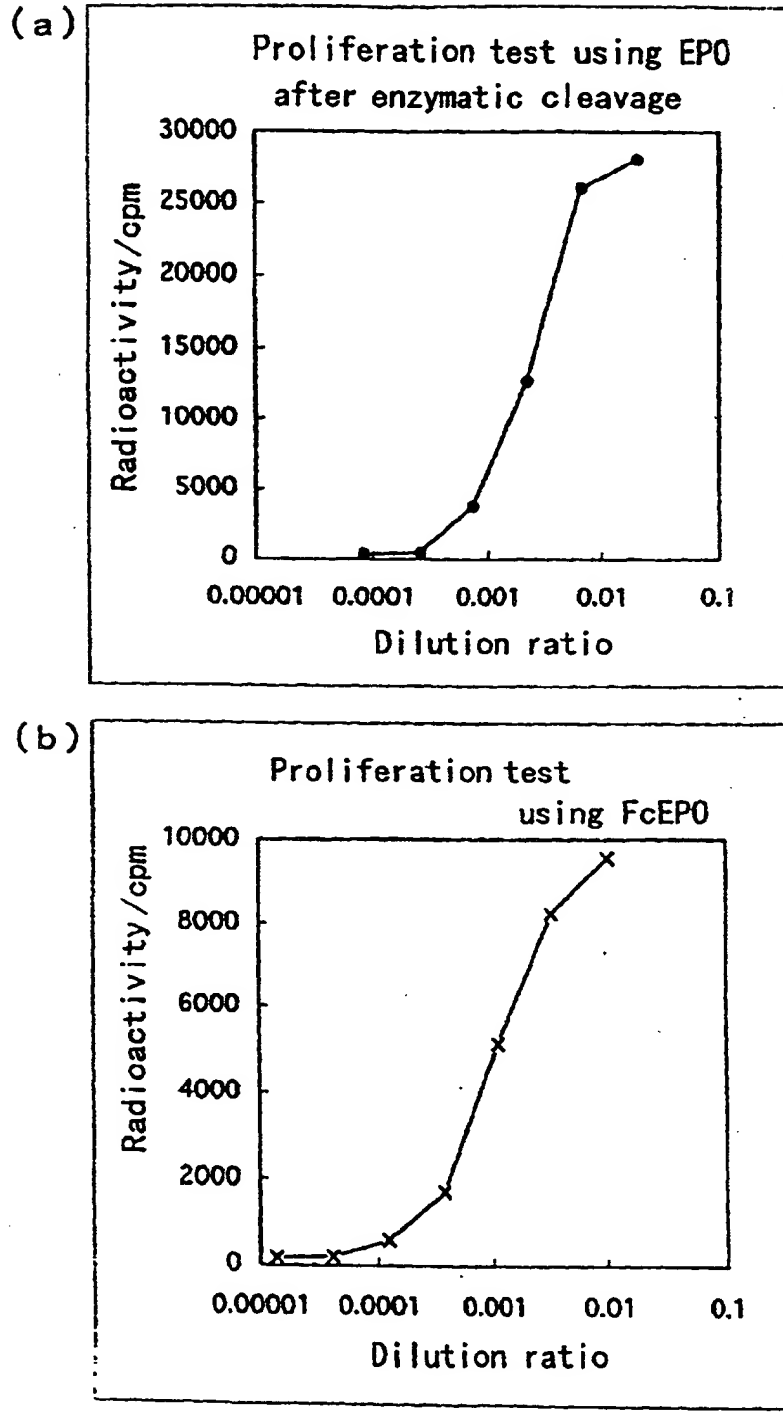 (a)
Proliferation test using EPO
after enzymatic cleavage
30000
25000
20000
15000
10000
5000
0
Radioactivity/cpm
0.00001 0.0001 0.001 0.01 0.1
Dilution ratio
(b)
Proliferation test
using FcEPO
10000
8000
6000
4000
2000
0
Radioactivity/cpm
0.00001 0.0001 0.001 0.01 0.1
Dilution ratio